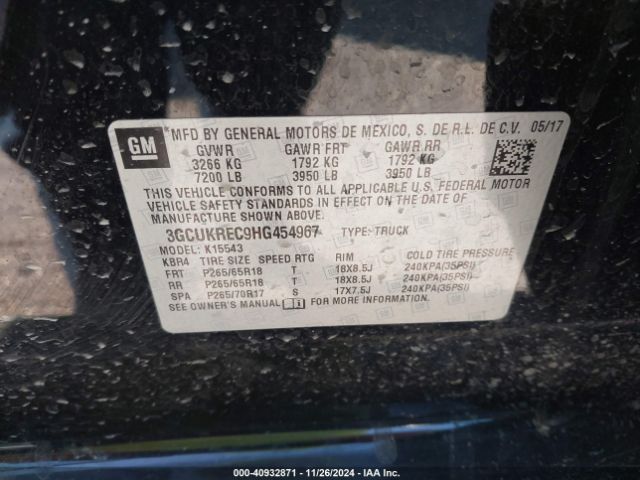 GM MFD BY GENERAL MOTORS DE MEXICO, S. DE R.L. DE C.V. 05/17
GVWR GAWR FRT GAWR RR
3266 KG 1792 KG 1792 KG
7200 LB 3950 LB 3950 LB
THIS VEHICLE CONFORMS TO ALL APPLICABLE U.S. FEDERAL MOTOR
VEHICLE SAFETY STANDARDS IN EFFECT ON THE DATE OF
MANUFACTURE SHOWN ABOVE.
3GCUKREC9HG454967 TYPE: TRUCK
MODEL: K15543
KBR4 TIRE SIZE SPEED RTG RIM COLD TIRE PRESSURE
FRT P265/65R18 T 18X8.5J 240KPA(35PSI)
RR P265/65R18 T 18X8.5J 240KPA(35PSI)
SPA P265/70R17 S 17X7.5J 240KPA(35PSI)
SEE OWNER'S MANUAL FOR MORE INFORMATION.
000-40932871 - 11/26/2024 - IAA Inc.